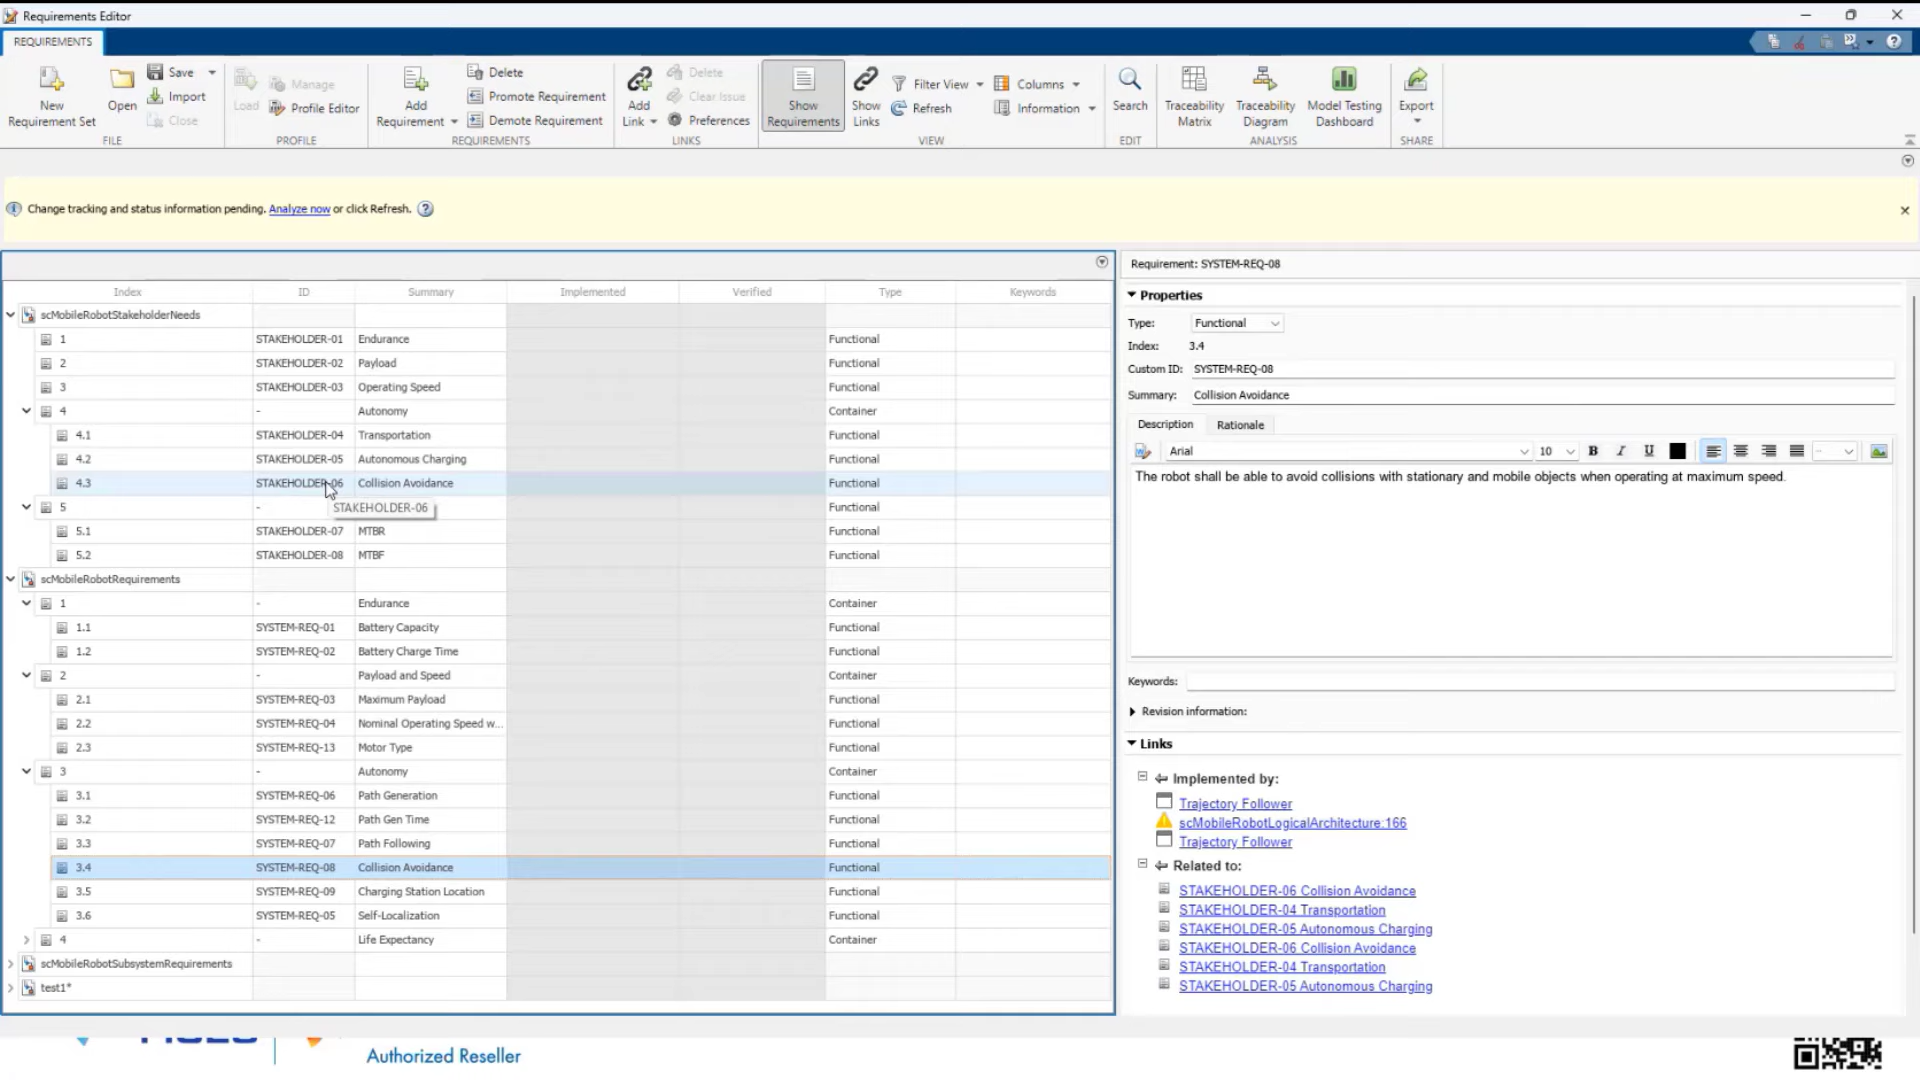 Requirements Editor
REQUIREMENTS
New Requirement Set
Open
Save
Import
Close
FILE
Load
Manage
Profile Editor
PROFILE
Add Requirement
Delete
Promote Requirement
Demote Requirement
REQUIREMENTS
Add Link
Delete
Clear Issue
Preferences
LINKS
Show Requirements
Show Links
Filter View
Refresh
Columns
Information
VIEW
Search
EDIT
Traceability Matrix
Traceability Diagram
Model Testing Dashboard
ANALYSIS
Export
SHARE
Change tracking and status information pending. Analyze now or click Refresh.
Index ID Summary Implemented Verified Type Keywords
scMobileRobotStakeholderNeeds
1 STAKEHOLDER-01 Endurance Functional
2 STAKEHOLDER-02 Payload Functional
3 STAKEHOLDER-03 Operating Speed Functional
4 - Autonomy Container
4.1 STAKEHOLDER-04 Transportation Functional
4.2 STAKEHOLDER-05 Autonomous Charging Functional
4.3 STAKEHOLDER-06 Collision Avoidance Functional
5 - Functional
STAKEHOLDER-06
5.1 STAKEHOLDER-07 MTBR Functional
5.2 STAKEHOLDER-08 MTBF Functional
scMobileRobotRequirements
1 - Endurance Container
1.1 SYSTEM-REQ-01 Battery Capacity Functional
1.2 SYSTEM-REQ-02 Battery Charge Time Functional
2 - Payload and Speed Container
2.1 SYSTEM-REQ-03 Maximum Payload Functional
2.2 SYSTEM-REQ-04 Nominal Operating Speed w... Functional
2.3 SYSTEM-REQ-13 Motor Type Functional
3 - Autonomy Container
3.1 SYSTEM-REQ-06 Path Generation Functional
3.2 SYSTEM-REQ-12 Path Gen Time Functional
3.3 SYSTEM-REQ-07 Path Following Functional
3.4 SYSTEM-REQ-08 Collision Avoidance Functional
3.5 SYSTEM-REQ-09 Charging Station Location Functional
3.6 SYSTEM-REQ-05 Self-Localization Functional
4 - Life Expectancy Container
scMobileRobotSubsystemRequirements
test1*
Requirement: SYSTEM-REQ-08
Properties
Type: Functional
Index: 3.4
Custom ID: SYSTEM-REQ-08
Summary: Collision Avoidance
Description Rationale
Arial 10 B I U
The robot shall be able to avoid collisions with stationary and mobile objects when operating at maximum speed.
Keywords:
Revision information:
Links
Implemented by:
Trajectory Follower
scMobileRobotLogicalArchitecture:166
Trajectory Follower
Related to:
STAKEHOLDER-06 Collision Avoidance
STAKEHOLDER-04 Transportation
STAKEHOLDER-05 Autonomous Charging
STAKEHOLDER-06 Collision Avoidance
STAKEHOLDER-04 Transportation
STAKEHOLDER-05 Autonomous Charging
Authorized Reseller